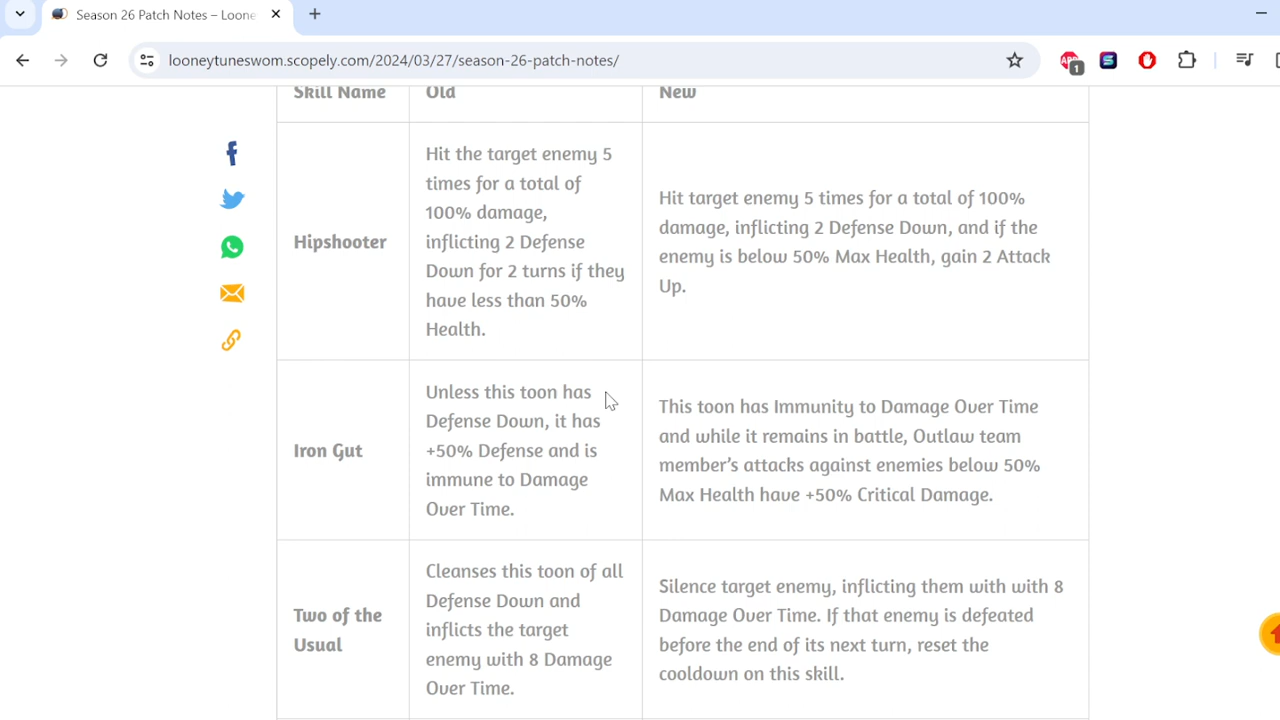 Season 26 Patch Notes – Loone
looneytuneswom.scopely.com/2024/03/27/season-26-patch-notes/
1
Skill Name
Old
New
Hipshooter
Hit the target enemy 5
times for a total of
100% damage,
inflicting 2 Defense
Down for 2 turns if they
have less than 50%
Health.
Hit target enemy 5 times for a total of 100%
damage, inflicting 2 Defense Down, and if the
enemy is below 50% Max Health, gain 2 Attack
Up.
Iron Gut
Unless this toon has
Defense Down, it has
+50% Defense and is
immune to Damage
Over Time.
This toon has Immunity to Damage Over Time
and while it remains in battle, Outlaw team
member's attacks against enemies below 50%
Max Health have +50% Critical Damage.
Two of the
Usual
Cleanses this toon of all
Defense Down and
inflicts the target
enemy with 8 Damage
Over Time.
Silence target enemy, inflicting them with with 8
Damage Over Time. If that enemy is defeated
before the end of its next turn, reset the
cooldown on this skill.